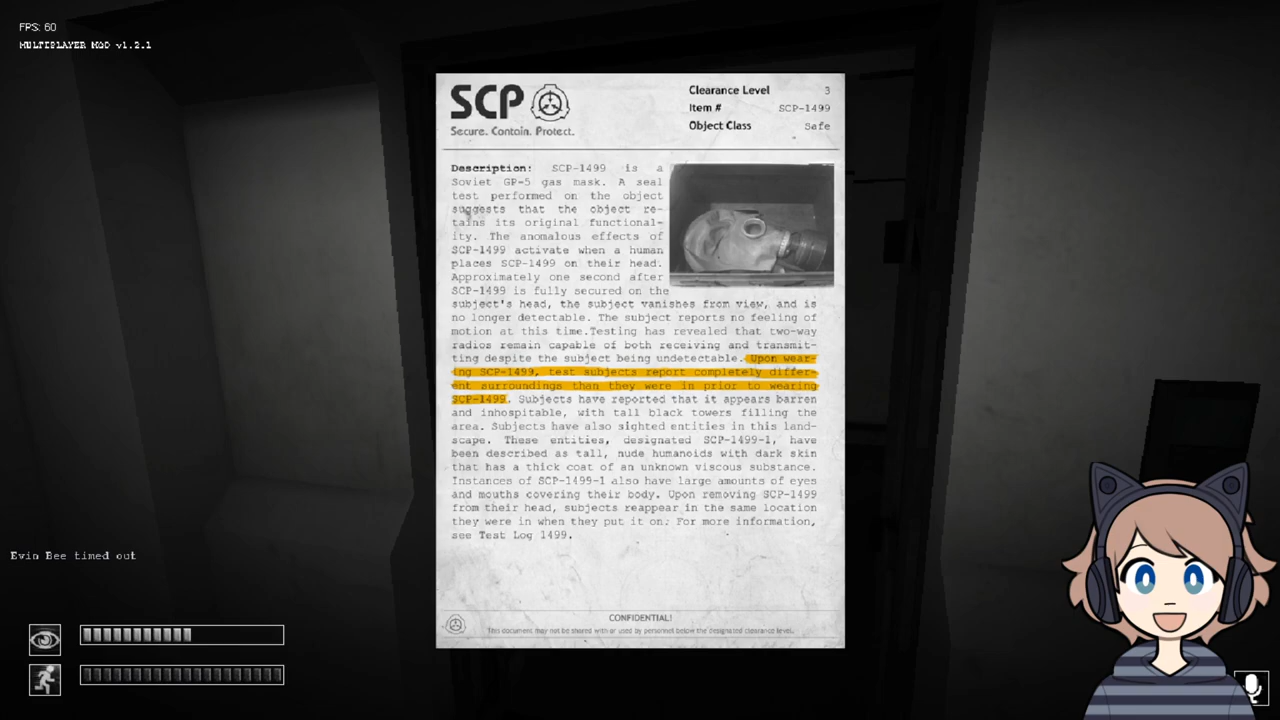 FPS: 60
MULTIPLAYER MOD v1.2.1
SCP
Secure. Contain. Protect.
Clearance Level 3
Item # SCP-1499
Object Class Safe
Description: SCP-1499 is a
Soviet GP-5 gas mask. A seal
test performed on the object
suggests that the object re-
tains its original functional-
ity. The anomalous effects of
SCP-1499 activate when a human
places SCP-1499 on their head.
Approximately one second after
SCP-1499 is fully secured on the
subject's head, the subject vanishes from view, and is
no longer detectable. The subject reports no feeling of
motion at this time.Testing has revealed that two-way
radios remain capable of both receiving and transmit-
ting despite the subject being undetectable. Upon wear-
ing SCP-1499, test subjects report completely differ-
ent surroundings than they were in prior to wearing
SCP-1499. Subjects have reported that it appears barren
and inhospitable, with tall black towers filling the
area. Subjects have also sighted entities in this land-
scape. These entities, designated SCP-1499-1, have
been described as tall, nude humanoids with dark skin
that has a thick coat of an unknown viscous substance.
Instances of SCP-1499-1 also have large amounts of eyes
and mouths covering their body. Upon removing SCP-1499
from their head, subjects reappear in the same location
they were in when they put it on. For more information,
see Test Log 1499.
CONFIDENTIAL!
This document may not be shared with or used by personnel below the designated clearance level.
Evin Bee timed out